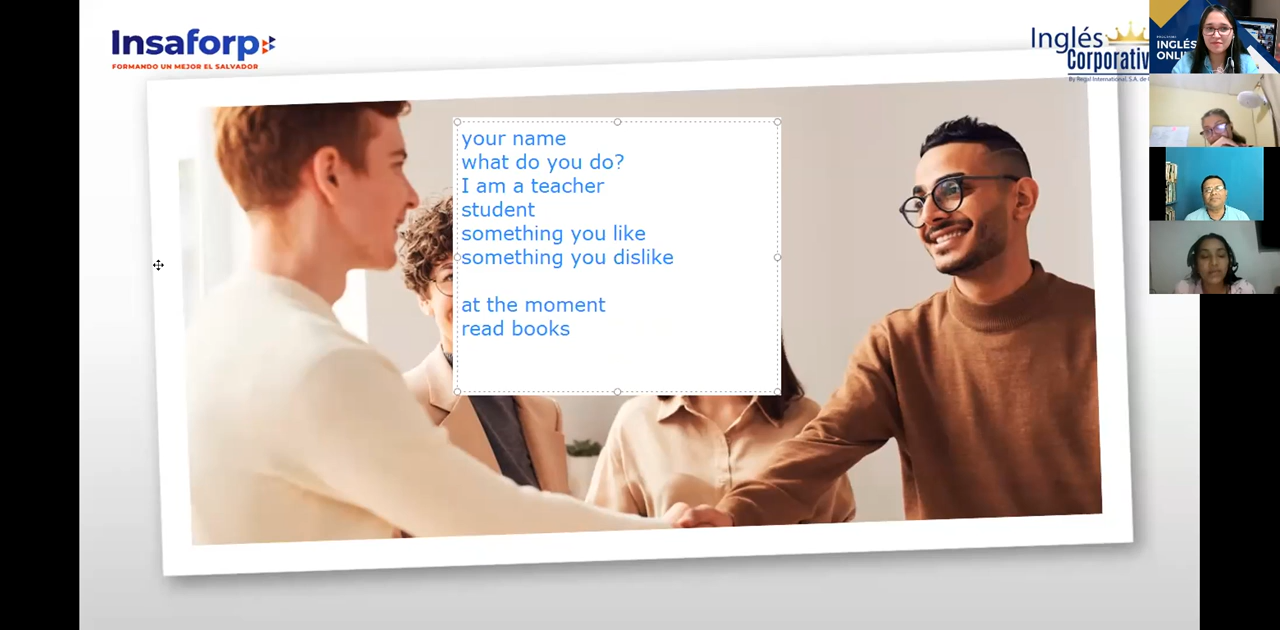 Insaforp
FORMANDO UN MEJOR EL SALVADOR
Inglés
Corporativ
your name
what do you do?
I am a teacher
student
something you like
something you dislike
at the moment
read books
INGLÉS